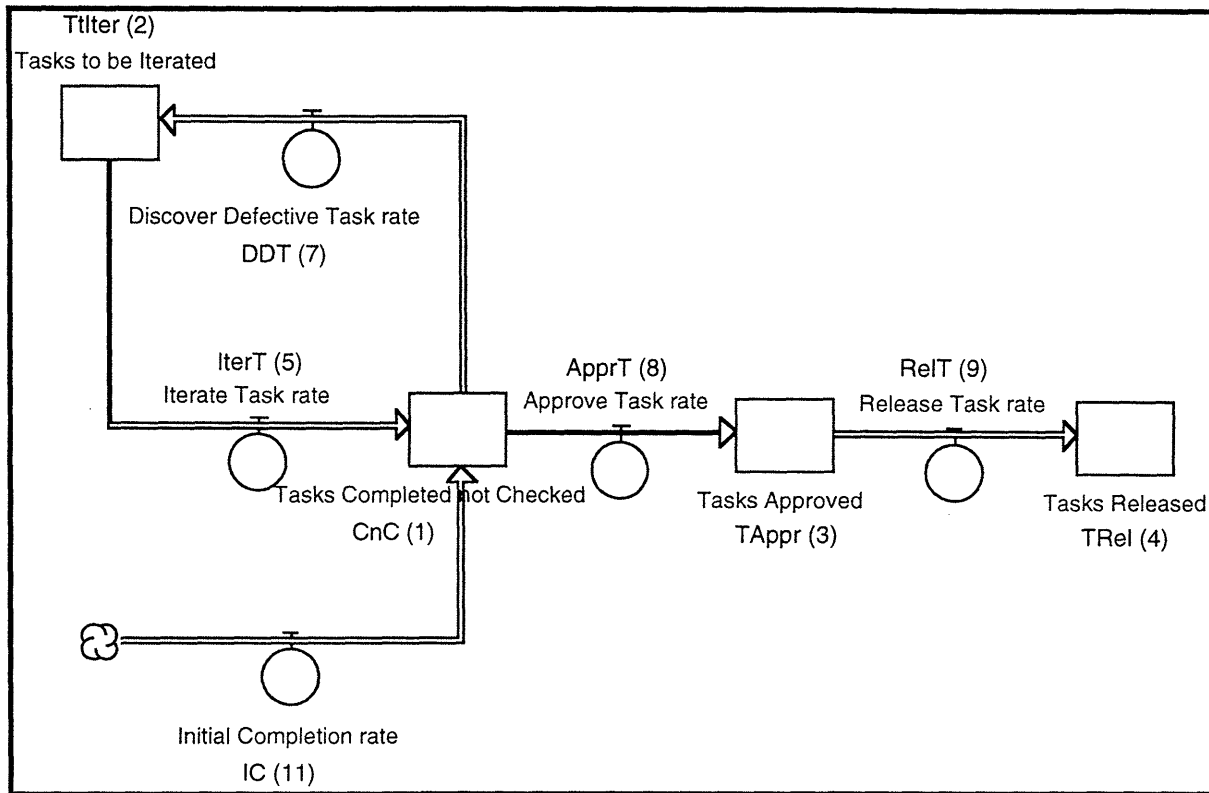 TtIter (2)
Tasks to be Iterated
Discover Defective Task rate
DDT (7)
IterT (5)
Iterate Task rate
ApprT (8)
Approve Task rate
RelT (9)
Release Task rate
Tasks Completed not Checked
CnC (1)
Tasks Approved
TAppr (3)
Tasks Released
TRel (4)
Initial Completion rate
IC (11)